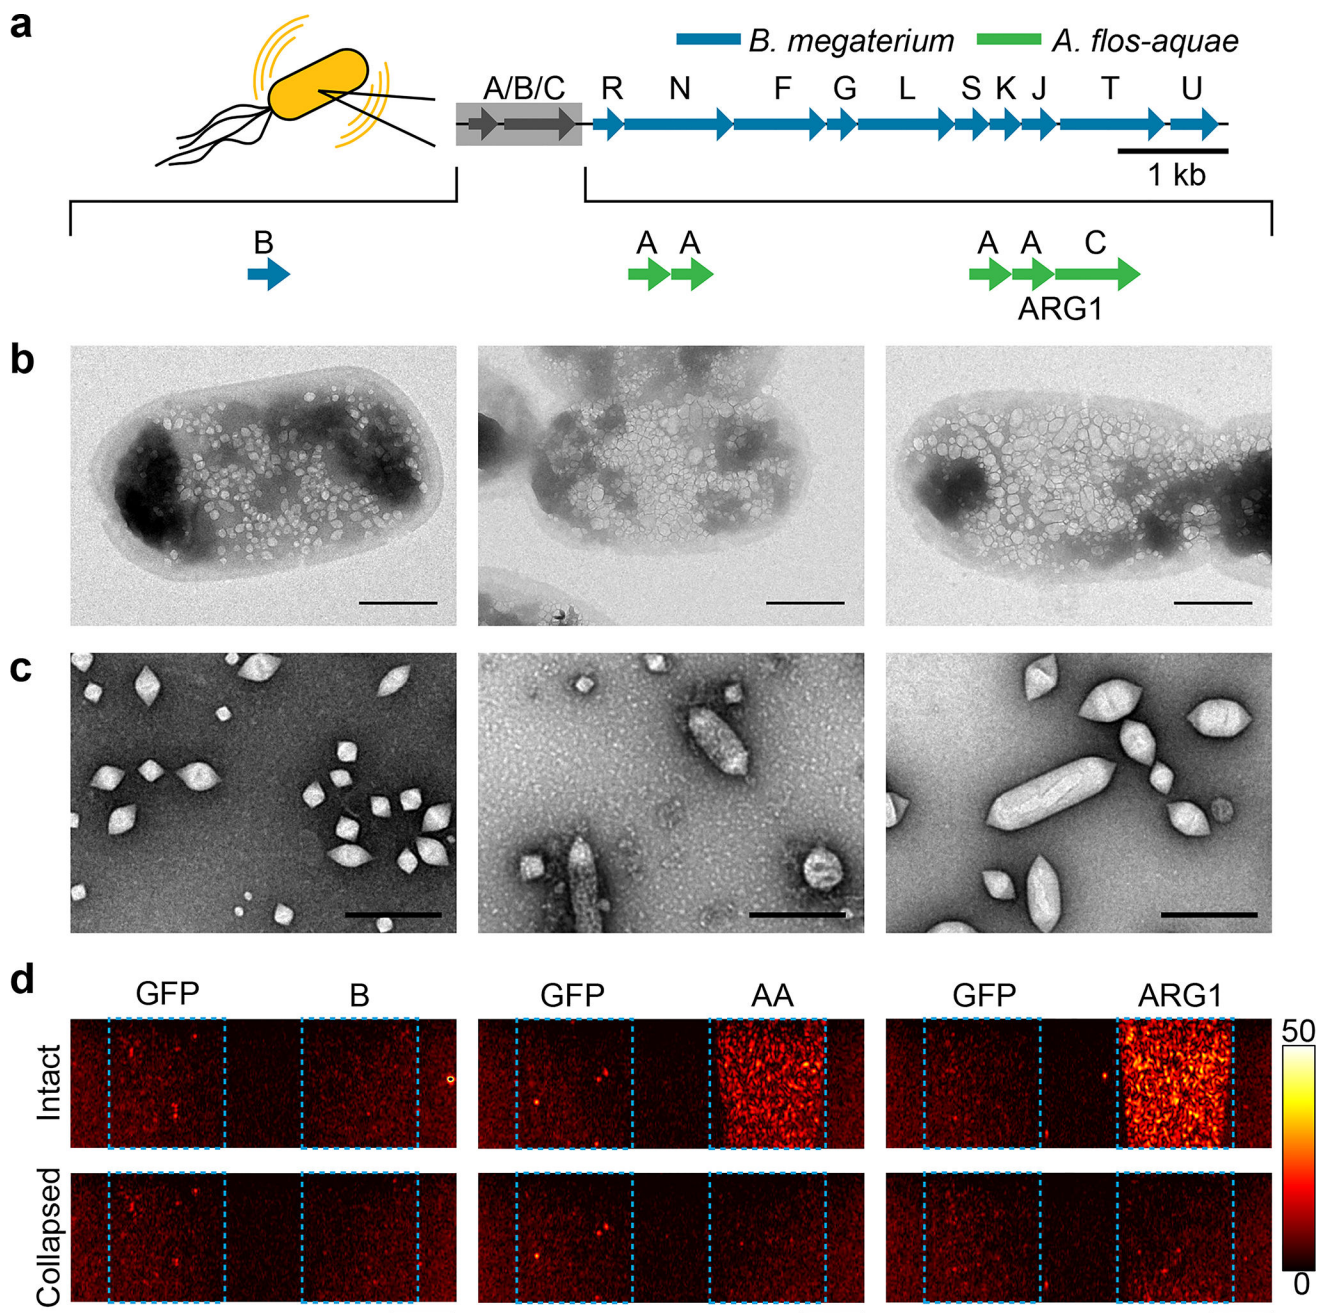 a
B. megaterium A. flos-aquae
A/B/C R N F G L S K J T U
1 kb
B A A A A C
ARG1
b
c
d
GFP B GFP AA GFP ARG1
Intact
50
Collapsed
0